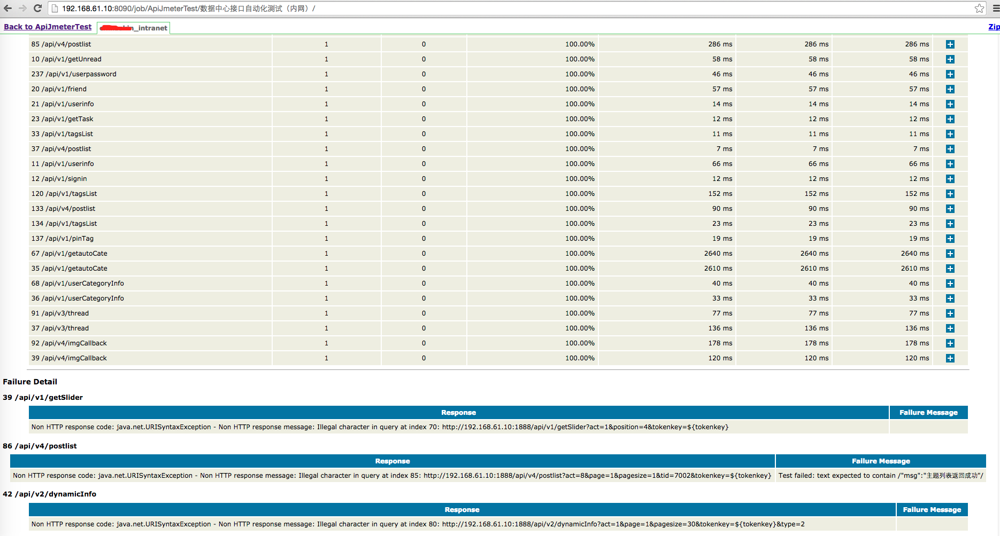 192.168.61.10:8090/job/ApiJmeterTest/数据中心接口自动化测试（内网）/
Back to ApiJmeterTest
_intranet
Zip
85 /api/v4/postlist 1 0 100.00% 286 ms 286 ms 286 ms
10 /api/v1/getUnread 1 0 100.00% 58 ms 58 ms 58 ms
237 /api/v1/userpassword 1 0 100.00% 46 ms 46 ms 46 ms
20 /api/v1/friend 1 0 100.00% 57 ms 57 ms 57 ms
21 /api/v1/userinfo 1 0 100.00% 14 ms 14 ms 14 ms
23 /api/v1/getTask 1 0 100.00% 12 ms 12 ms 12 ms
33 /api/v1/tagsList 1 0 100.00% 11 ms 11 ms 11 ms
37 /api/v4/postlist 1 0 100.00% 7 ms 7 ms 7 ms
11 /api/v1/userinfo 1 0 100.00% 66 ms 66 ms 66 ms
12 /api/v1/signin 1 0 100.00% 12 ms 12 ms 12 ms
120 /api/v1/tagsList 1 0 100.00% 152 ms 152 ms 152 ms
133 /api/v4/postlist 1 0 100.00% 90 ms 90 ms 90 ms
134 /api/v1/tagsList 1 0 100.00% 23 ms 23 ms 23 ms
137 /api/v1/pinTag 1 0 100.00% 19 ms 19 ms 19 ms
67 /api/v1/getautoCate 1 0 100.00% 2640 ms 2640 ms 2640 ms
35 /api/v1/getautoCate 1 0 100.00% 2610 ms 2610 ms 2610 ms
68 /api/v1/userCategoryInfo 1 0 100.00% 40 ms 40 ms 40 ms
36 /api/v1/userCategoryInfo 1 0 100.00% 33 ms 33 ms 33 ms
91 /api/v3/thread 1 0 100.00% 77 ms 77 ms 77 ms
37 /api/v3/thread 1 0 100.00% 136 ms 136 ms 136 ms
92 /api/v4/imgCallback 1 0 100.00% 178 ms 178 ms 178 ms
39 /api/v4/imgCallback 1 0 100.00% 120 ms 120 ms 120 ms
Failure Detail
39 /api/v1/getSlider
Response Failure Message
Non HTTP response code: java.net.URISyntaxException - Non HTTP response message: Illegal character in query at index 70: http://192.168.61.10:1888/api/v1/getSlider?act=1&position=4&tokenkey=${tokenkey}
86 /api/v4/postlist
Response Failure Message
Non HTTP response code: java.net.URISyntaxException - Non HTTP response message: Illegal character in query at index 85: http://192.168.61.10:1888/api/v4/postlist?act=8&page=1&pagesize=1&tid=7002&tokenkey=${tokenkey} Test failed: text expected to contain /"msg":"主题列表返回成功"/
42 /api/v2/dynamicInfo
Response Failure Message
Non HTTP response code: java.net.URISyntaxException - Non HTTP response message: Illegal character in query at index 80: http://192.168.61.10:1888/api/v2/dynamicInfo?act=1&page=1&pagesize=30&tokenkey=${tokenkey}&type=2